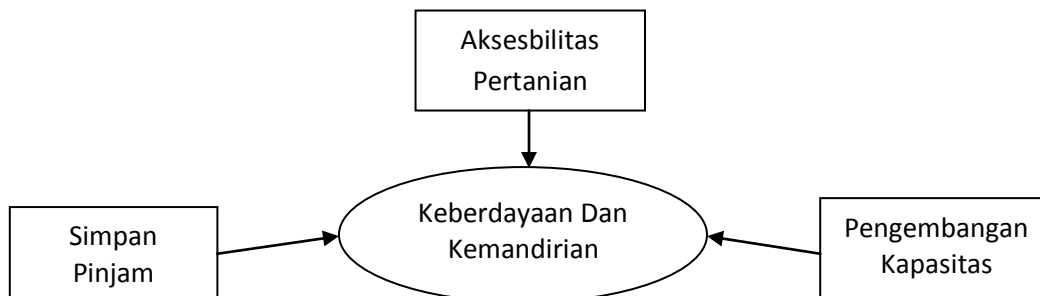 Aksesbilitas
Pertanian
Simpan
Pinjam
Keberdayaan Dan
Kemandirian
Pengembangan
Kapasitas